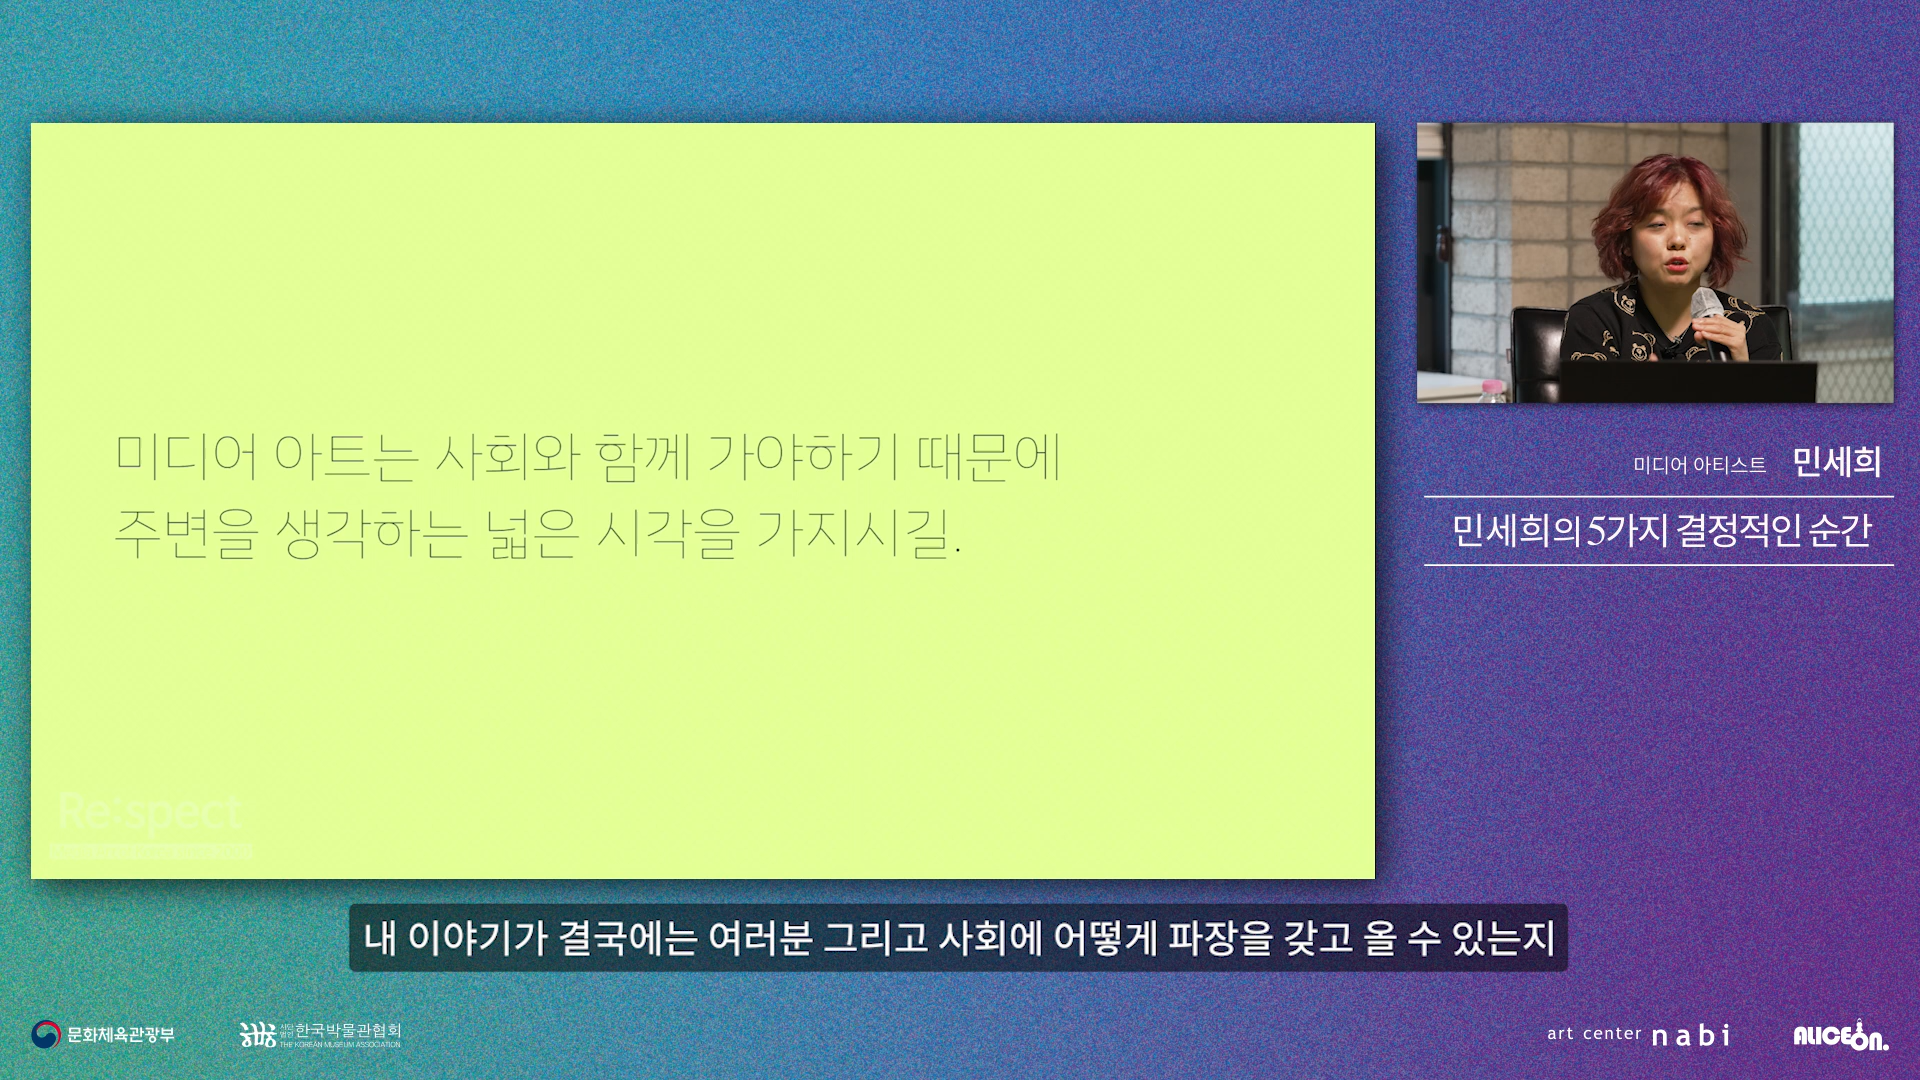 미디어 아트는 사회와 함께 가야하기 때문에
주변을 생각하는 넓은 시각을 가지시길.
Re:spect
미디어 아티스트 민세희
민세희의 5가지 결정적인 순간
내 이야기가 결국에는 여러분 그리고 사회에 어떻게 파장을 갖고 올 수 있는지
문화체육관광부
사단법인 한국박물관협회
THE KOREAN MUSEUM ASSOCIATION
art center nabi
ALICEON.